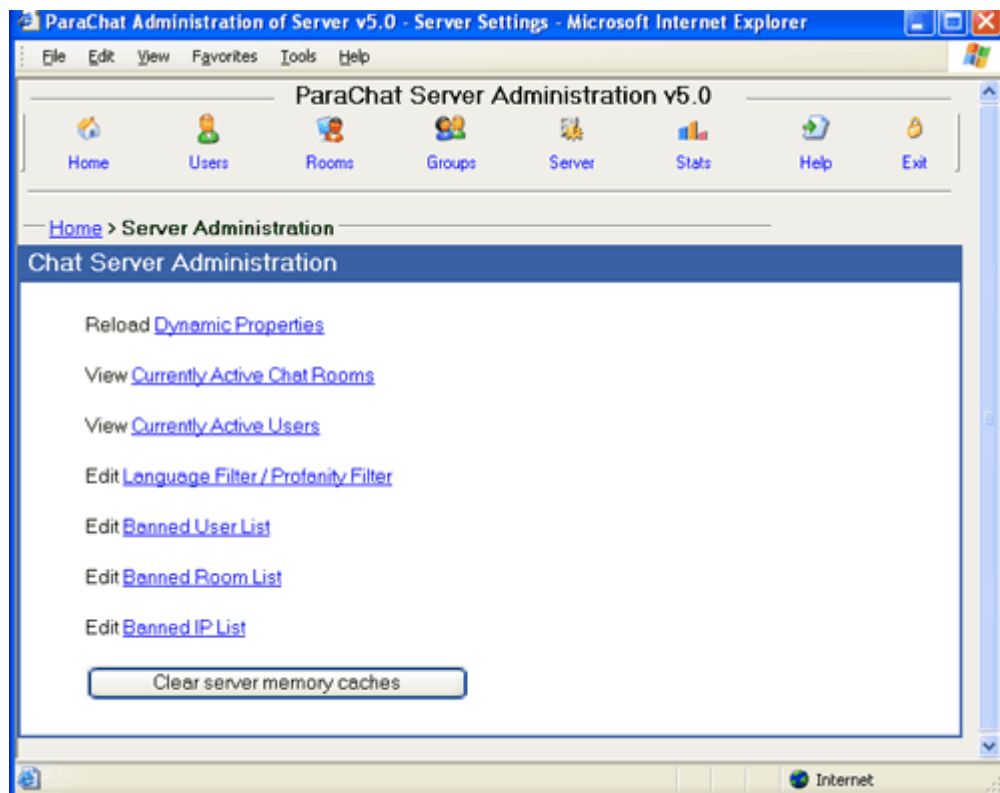 ParaChat Administration of Server v5.0 - Server Settings - Microsoft Internet Explorer
File Edit View Favorites Tools Help
ParaChat Server Administration v5.0
Home Users Rooms Groups Server Stats Help Exit
Home > Server Administration
Chat Server Administration
Reload Dynamic Properties
View Currently Active Chat Rooms
View Currently Active Users
Edit Language Filter / Profanity Filter
Edit Banned User List
Edit Banned Room List
Edit Banned IP List
Clear server memory caches
Internet